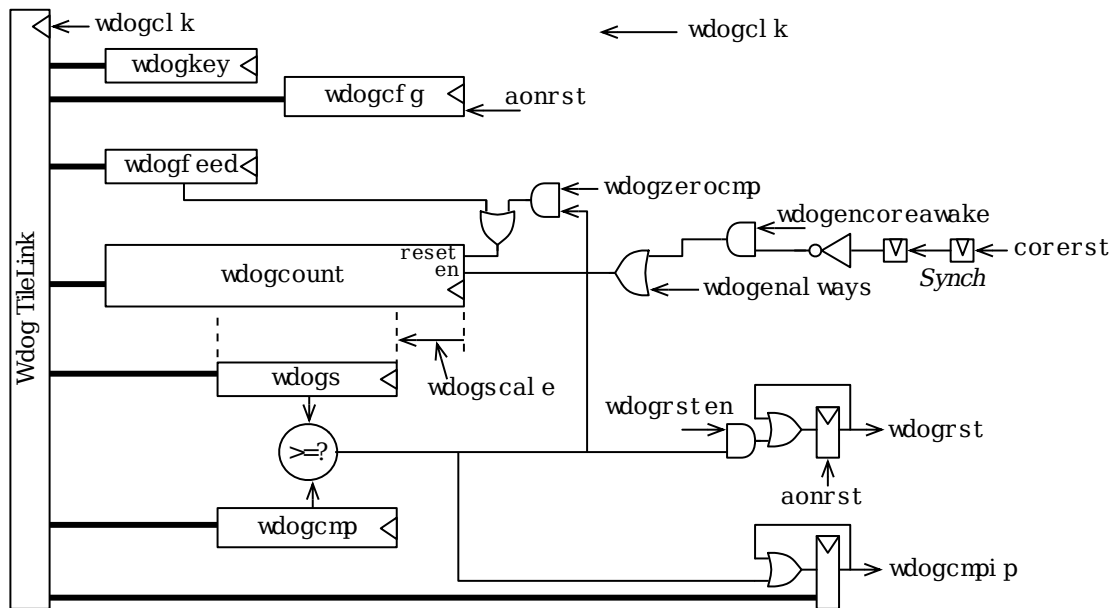 wdogclk
wdogclk
wdogkey
wdogcfg
aonrst
wdogfeed
wdogzerocmp
wdogencoreawake
reset
en
wdogcount
corerst
Synch
wdogenalways
Wdog TileLink
wdogs
wdogscale
wdogrsten
>=?
wdogrst
aonrst
wdogcmp
wdogcmpip